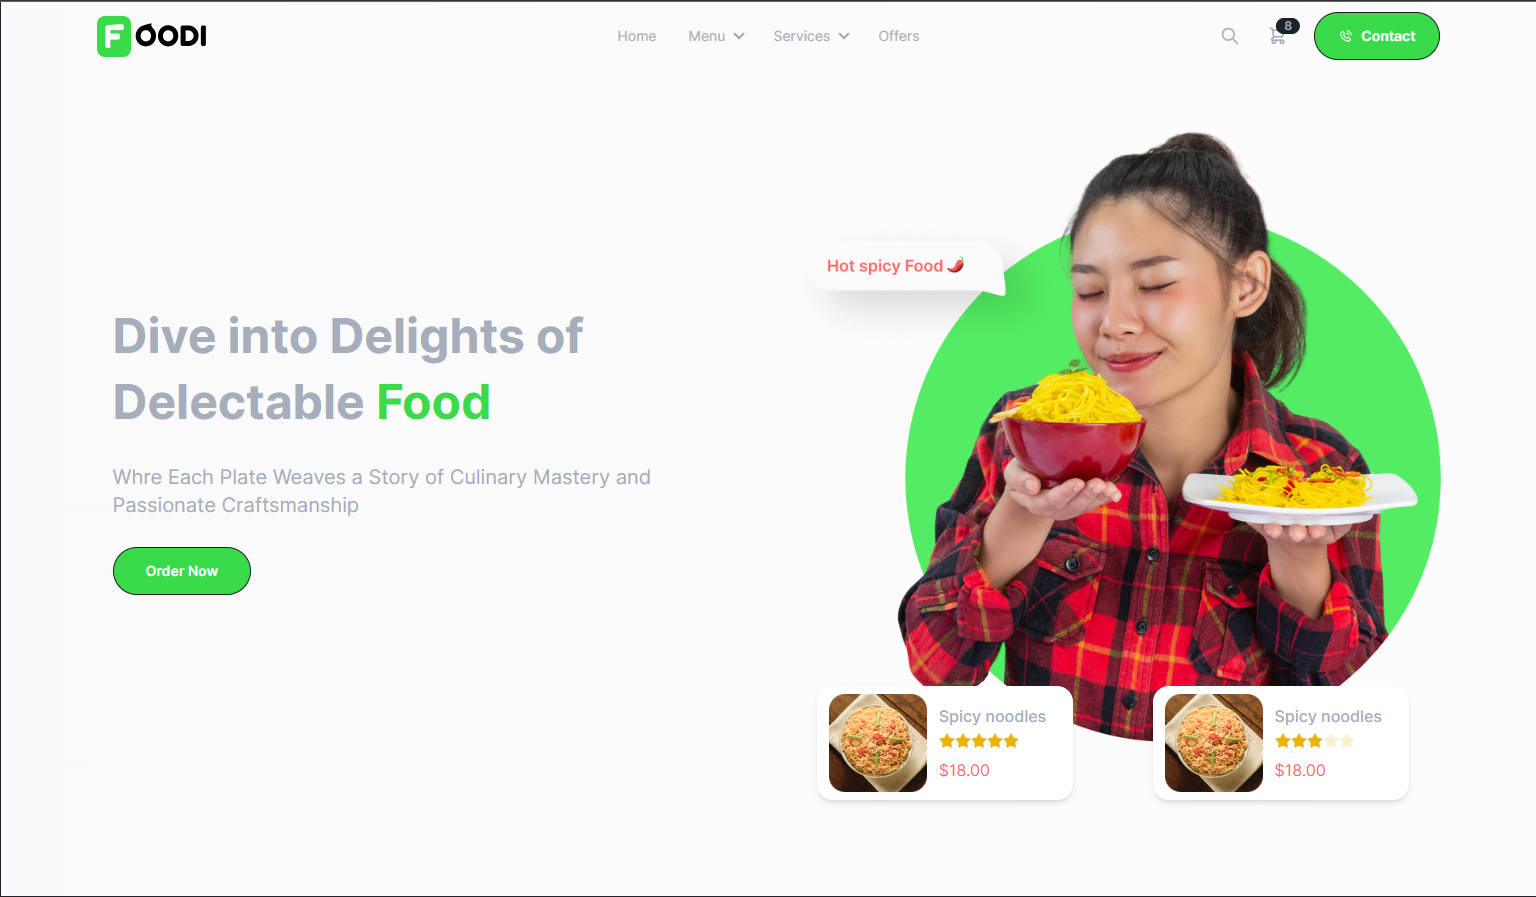 FOODI
Home
Menu
Services
Offers
8
Contact
Hot spicy Food🌶️
Dive into Delights of
Delectable Food
Whre Each Plate Weaves a Story of Culinary Mastery and
Passionate Craftsmanship
Order Now
Spicy noodles
$18.00
Spicy noodles
$18.00